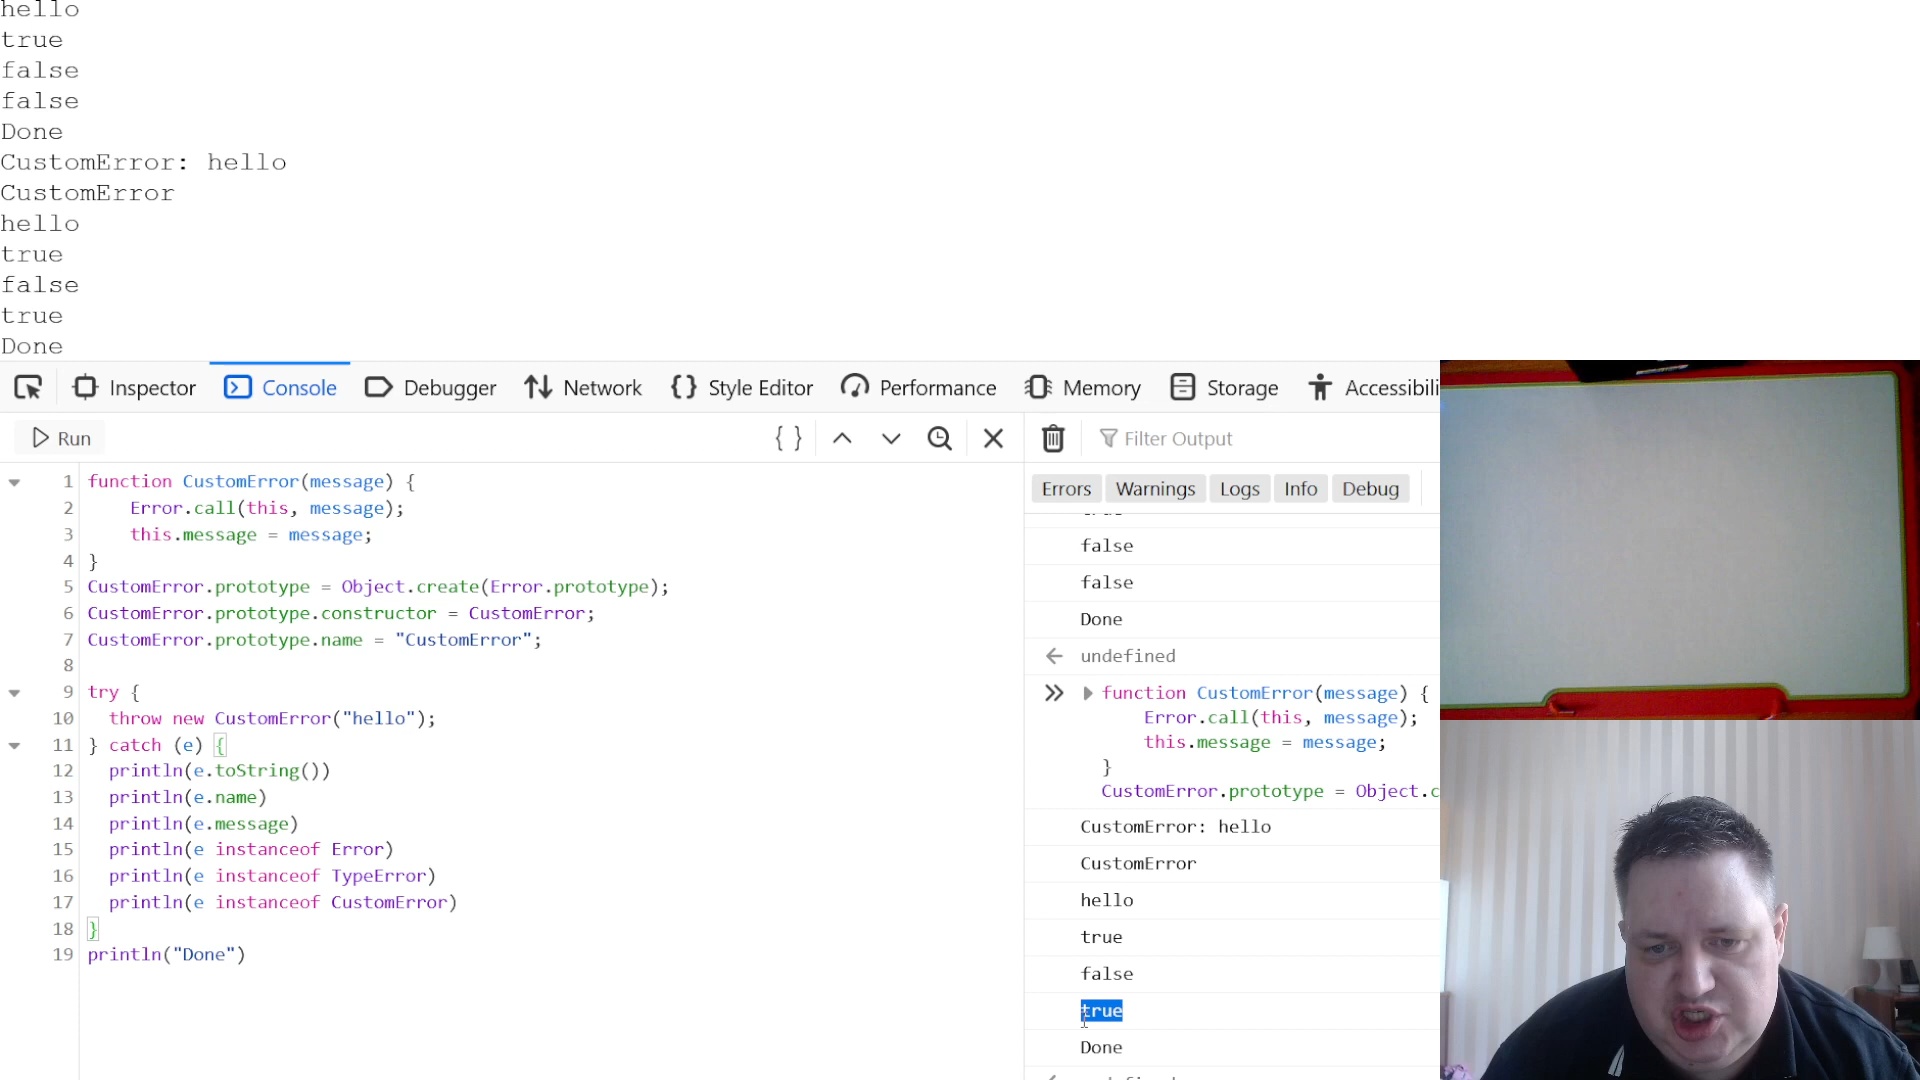 hello
true
false
false
Done
CustomError: hello
CustomError
hello
true
false
true
Done
Inspector Console Debugger Network Style Editor Performance Memory Storage Accessibili
Run
Filter Output
Errors Warnings Logs Info Debug
1 function CustomError(message) {
2 Error.call(this, message);
3 this.message = message;
4 }
5 CustomError.prototype = Object.create(Error.prototype);
6 CustomError.prototype.constructor = CustomError;
7 CustomError.prototype.name = "CustomError";
8
9 try {
10 throw new CustomError("hello");
11 } catch (e) {
12 println(e.toString())
13 println(e.name)
14 println(e.message)
15 println(e instanceof Error)
16 println(e instanceof TypeError)
17 println(e instanceof CustomError)
18 }
19 println("Done")
false
false
Done
undefined
function CustomError(message) {
Error.call(this, message);
this.message = message;
}
CustomError.prototype = Object.c
CustomError: hello
CustomError
hello
true
false
true
Done